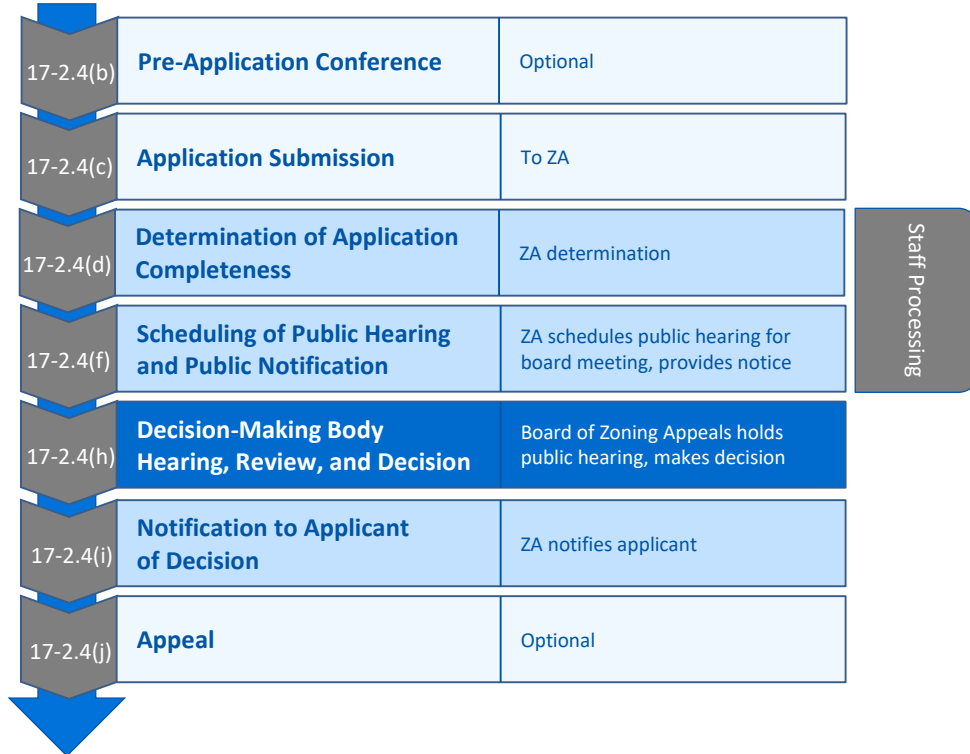 17-2.4(b)
Pre-Application Conference
Optional
17-2.4(c)
Application Submission
To ZA
17-2.4(d)
Determination of Application
Completeness
ZA determination
17-2.4(f)
Scheduling of Public Hearing
and Public Notification
ZA schedules public hearing for
board meeting, provides notice
Staff Processing
17-2.4(h)
Decision-Making Body
Hearing, Review, and Decision
Board of Zoning Appeals holds
public hearing, makes decision
17-2.4(i)
Notification to Applicant
of Decision
ZA notifies applicant
17-2.4(j)
Appeal
Optional